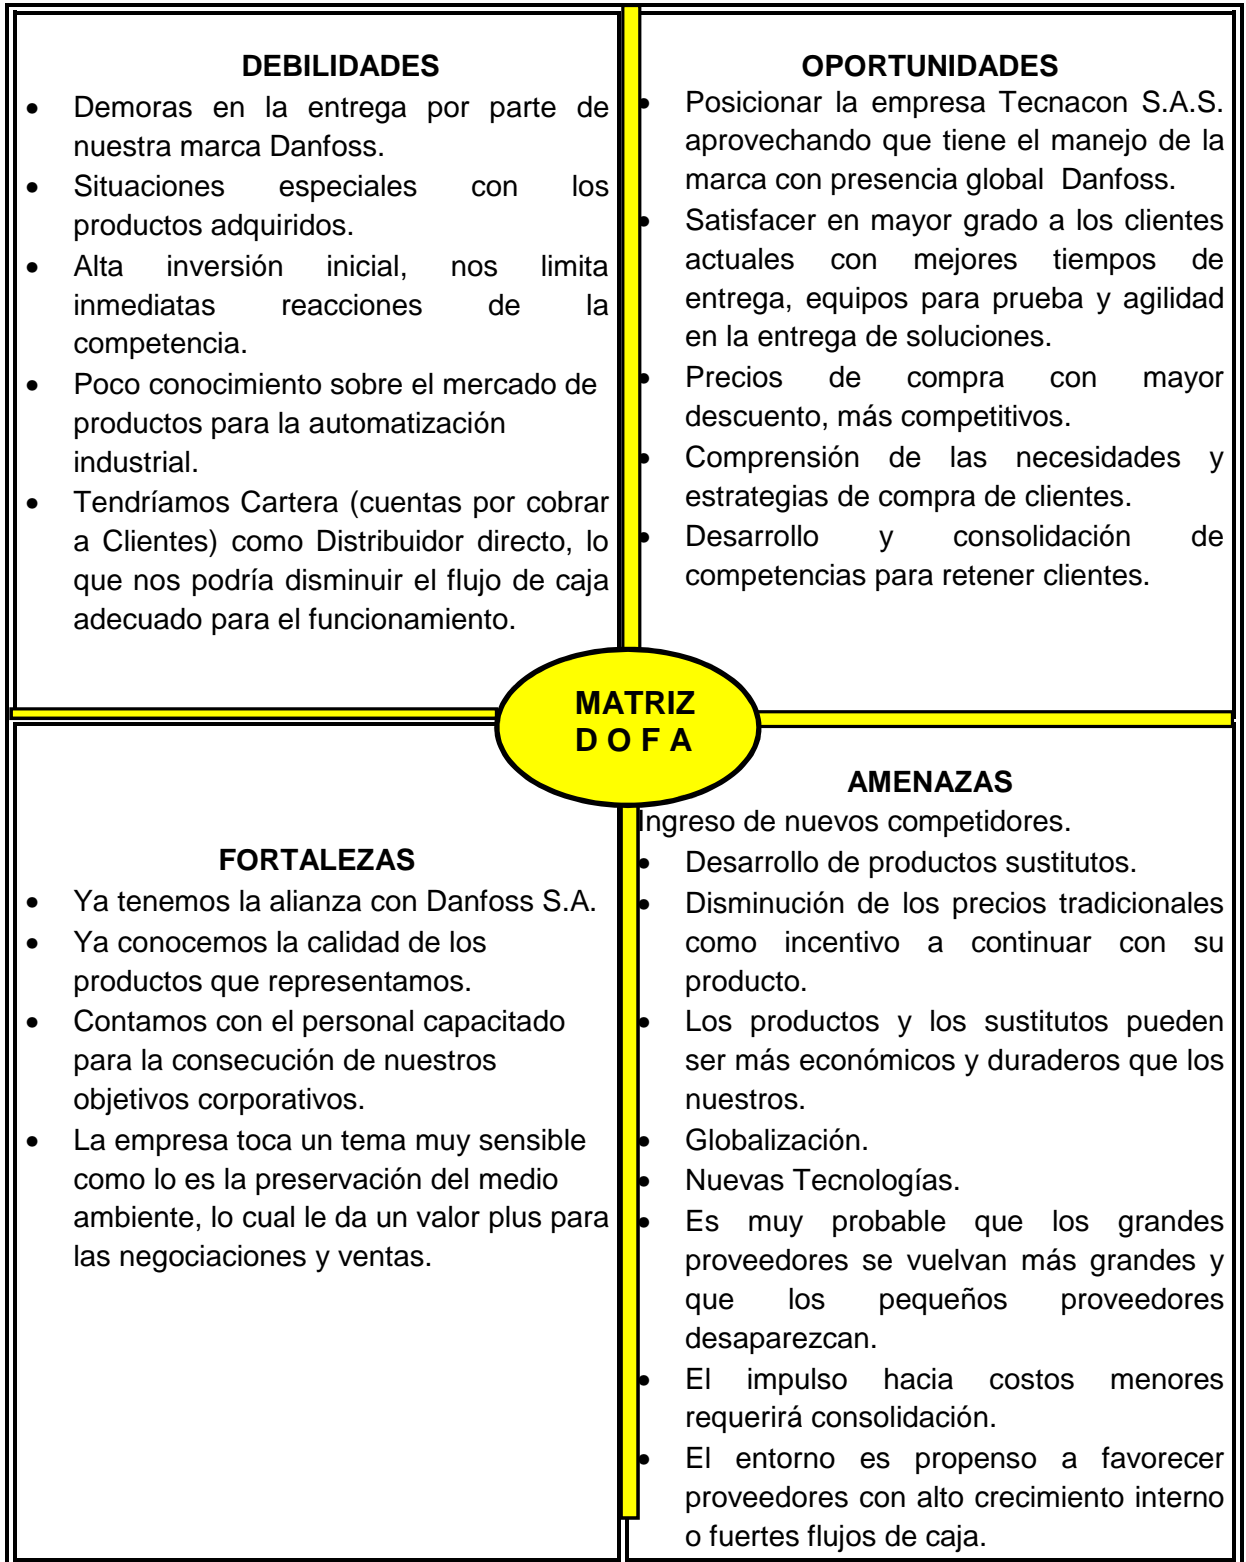 DEBILIDADES
• Demoras en la entrega por parte de
nuestra marca Danfoss.
• Situaciones especiales con los
productos adquiridos.
• Alta inversión inicial, nos limita
inmediatas reacciones de la
competencia.
• Poco conocimiento sobre el mercado de
productos para la automatización
industrial.
• Tendríamos Cartera (cuentas por cobrar
a Clientes) como Distribuidor directo, lo
que nos podría disminuir el flujo de caja
adecuado para el funcionamiento.
OPORTUNIDADES
• Posicionar la empresa Tecnacon S.A.S.
aprovechando que tiene el manejo de la
marca con presencia global Danfoss.
• Satisfacer en mayor grado a los clientes
actuales con mejores tiempos de
entrega, equipos para prueba y agilidad
en la entrega de soluciones.
• Precios de compra con mayor
descuento, más competitivos.
• Comprensión de las necesidades y
estrategias de compra de clientes.
• Desarrollo y consolidación de
competencias para retener clientes.
MATRIZ
D O F A
FORTALEZAS
• Ya tenemos la alianza con Danfoss S.A.
• Ya conocemos la calidad de los
productos que representamos.
• Contamos con el personal capacitado
para la consecución de nuestros
objetivos corporativos.
• La empresa toca un tema muy sensible
como lo es la preservación del medio
ambiente, lo cual le da un valor plus para
las negociaciones y ventas.
AMENAZAS
Ingreso de nuevos competidores.
• Desarrollo de productos sustitutos.
• Disminución de los precios tradicionales
como incentivo a continuar con su
producto.
• Los productos y los sustitutos pueden
ser más económicos y duraderos que los
nuestros.
• Globalización.
• Nuevas Tecnologías.
• Es muy probable que los grandes
proveedores se vuelvan más grandes y
que los pequeños proveedores
desaparezcan.
• El impulso hacia costos menores
requerirá consolidación.
• El entorno es propenso a favorecer
proveedores con alto crecimiento interno
o fuertes flujos de caja.